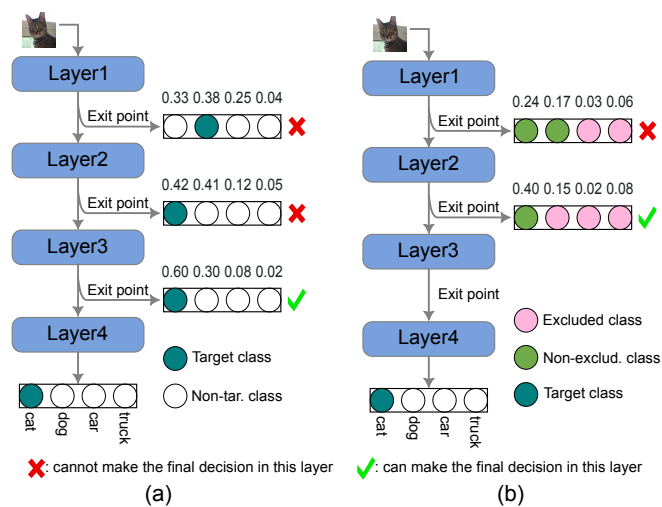 Layer1
0.33 0.38 0.25 0.04
Exit point
Layer2
0.42 0.41 0.12 0.05
Exit point
Layer3
0.60 0.30 0.08 0.02
Exit point
Layer4
Target class
Non-tar. class
cat
dog
car
truck
: cannot make the final decision in this layer
(a)
Layer1
0.24 0.17 0.03 0.06
Exit point
Layer2
0.40 0.15 0.02 0.08
Exit point
Layer3
Exit point
Layer4
Excluded class
Non-exclud. class
Target class
cat
dog
car
truck
: can make the final decision in this layer
(b)